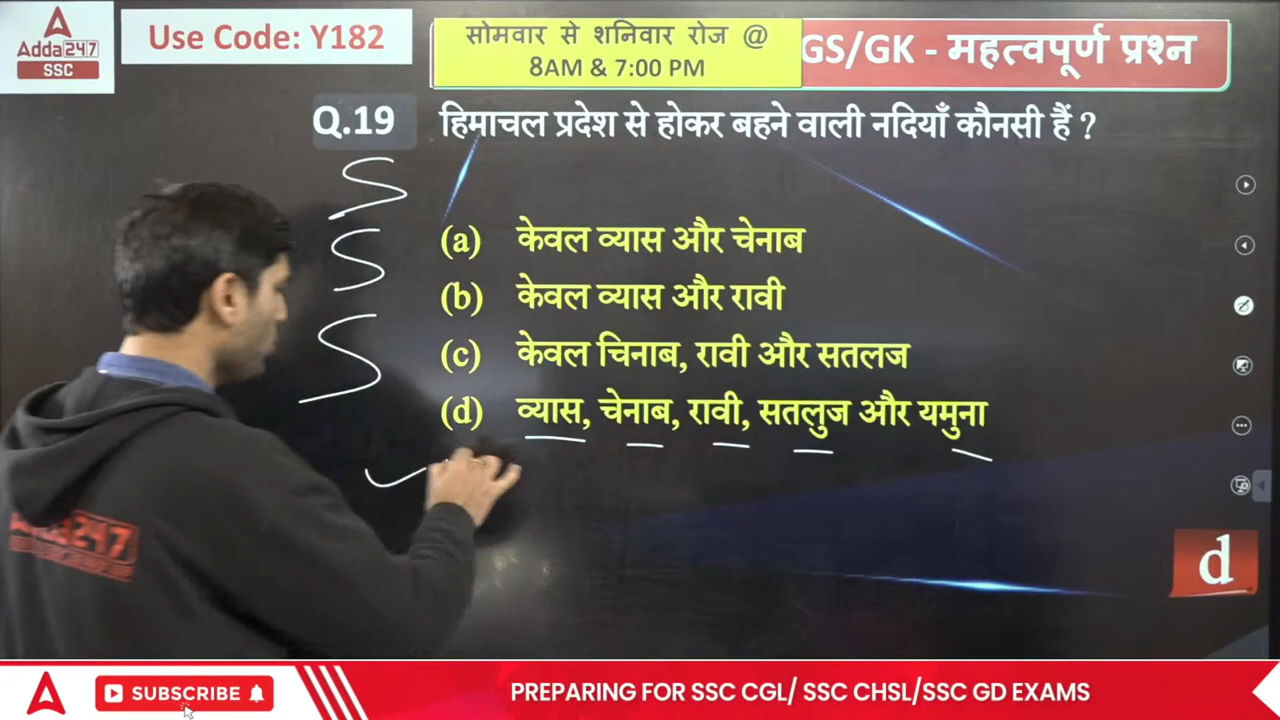 Adda247
SSC
Use Code: Y182
सोमवार से शनिवार रोज @
8AM & 7:00 PM
GS/GK - महत्वपूर्ण प्रश्न
Q.19 हिमाचल प्रदेश से होकर बहने वाली नदियाँ कौनसी हैं ?
(a) केवल व्यास और चेनाब
(b) केवल व्यास और रावी
(c) केवल चिनाब, रावी और सतलज
(d) व्यास, चेनाब, रावी, सतलुज और यमुना
d
SUBSCRIBE
PREPARING FOR SSC CGL/ SSC CHSL/SSC GD EXAMS